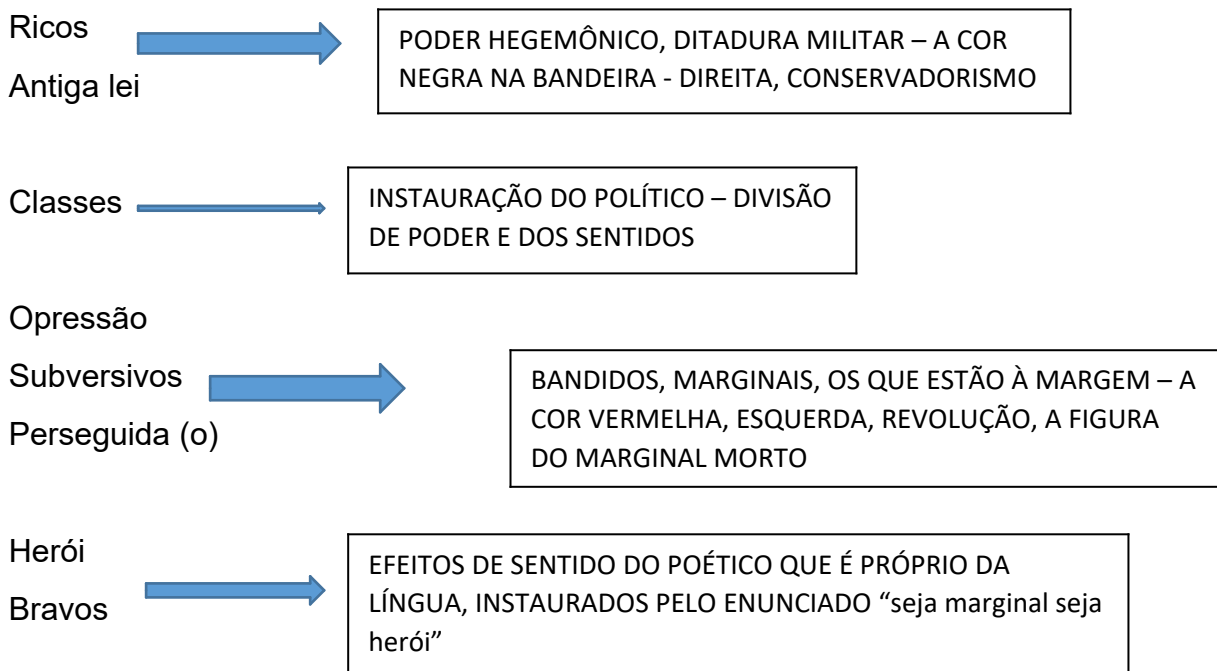 Ricos
Antiga lei
PODER HEGEMÔNICO, DITADURA MILITAR – A COR
NEGRA NA BANDEIRA - DIREITA, CONSERVADORISMO
Classes
INSTAURAÇÃO DO POLÍTICO – DIVISÃO
DE PODER E DOS SENTIDOS
Opressão
Subversivos
Perseguida (o)
BANDIDOS, MARGINAIS, OS QUE ESTÃO À MARGEM – A
COR VERMELHA, ESQUERDA, REVOLUÇÃO, A FIGURA
DO MARGINAL MORTO
Herói
Bravos
EFEITOS DE SENTIDO DO POÉTICO QUE É PRÓPRIO DA
LÍNGUA, INSTAURADOS PELO ENUNCIADO “seja marginal seja
herói”